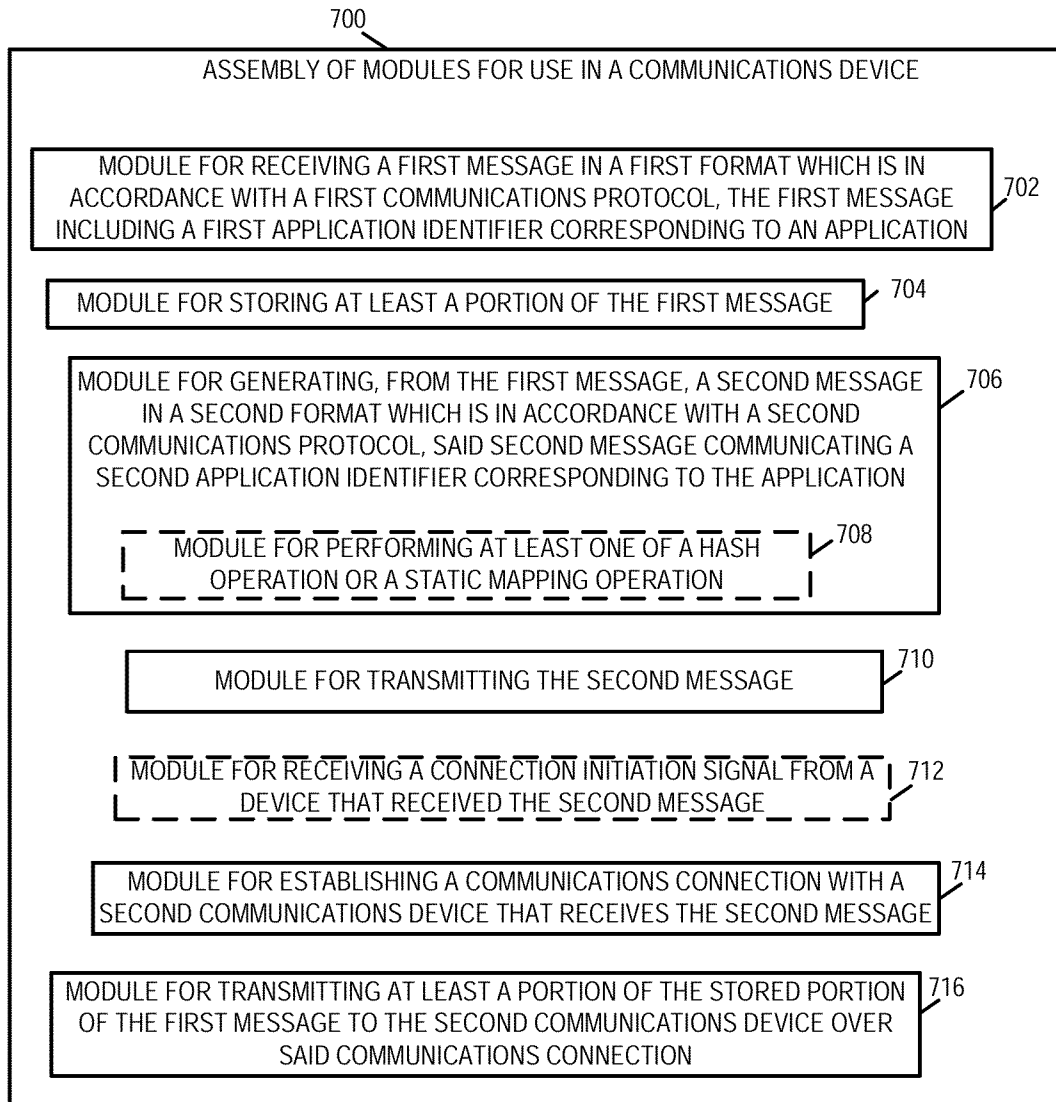 700
ASSEMBLY OF MODULES FOR USE IN A COMMUNICATIONS DEVICE
MODULE FOR RECEIVING A FIRST MESSAGE IN A FIRST FORMAT WHICH IS IN
ACCORDANCE WITH A FIRST COMMUNICATIONS PROTOCOL, THE FIRST MESSAGE
INCLUDING A FIRST APPLICATION IDENTIFIER CORRESPONDING TO AN APPLICATION
702
MODULE FOR STORING AT LEAST A PORTION OF THE FIRST MESSAGE
704
MODULE FOR GENERATING, FROM THE FIRST MESSAGE, A SECOND MESSAGE
IN A SECOND FORMAT WHICH IS IN ACCORDANCE WITH A SECOND
COMMUNICATIONS PROTOCOL, SAID SECOND MESSAGE COMMUNICATING A
SECOND APPLICATION IDENTIFIER CORRESPONDING TO THE APPLICATION
706
MODULE FOR PERFORMING AT LEAST ONE OF A HASH
OPERATION OR A STATIC MAPPING OPERATION
708
MODULE FOR TRANSMITTING THE SECOND MESSAGE
710
MODULE FOR RECEIVING A CONNECTION INITIATION SIGNAL FROM A
DEVICE THAT RECEIVED THE SECOND MESSAGE
712
MODULE FOR ESTABLISHING A COMMUNICATIONS CONNECTION WITH A
SECOND COMMUNICATIONS DEVICE THAT RECEIVES THE SECOND MESSAGE
714
MODULE FOR TRANSMITTING AT LEAST A PORTION OF THE STORED PORTION
OF THE FIRST MESSAGE TO THE SECOND COMMUNICATIONS DEVICE OVER
SAID COMMUNICATIONS CONNECTION
716